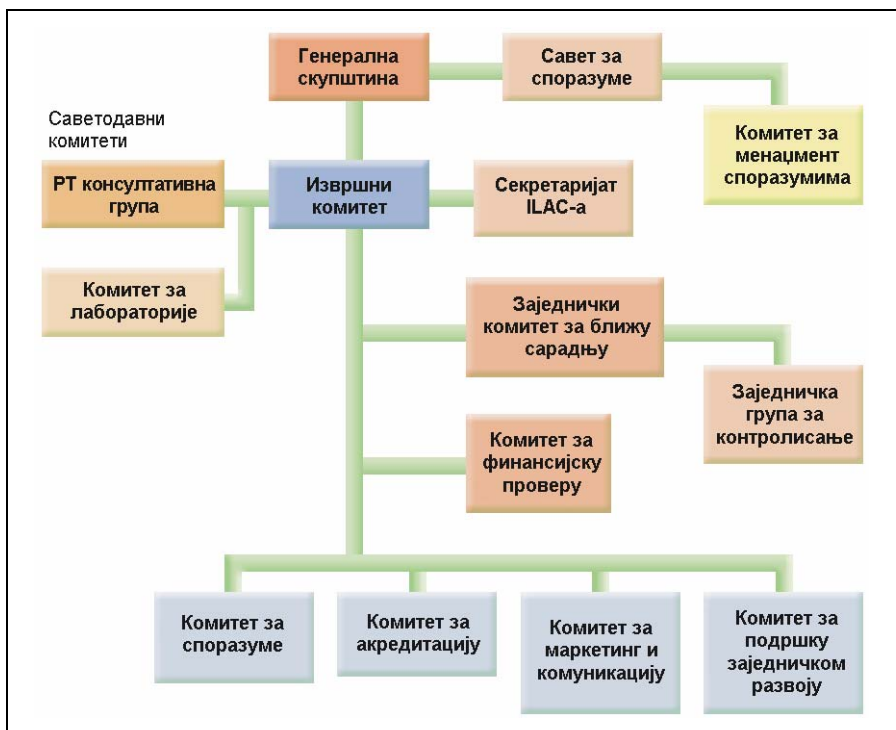 Генерална
скупштина
Савет за
споразуме
Комитет за
менаџмент
споразумима
Саветодавни
комитети
РТ консултативна
група
Извршни
комитет
Секретаријат
ILAC-а
Комитет за
лабораторије
Заједнички
комитет за ближу
сарадњу
Заједничка
група за
контролисање
Комитет за
финансијску
проверу
Комитет за
споразуме
Комитет за
акредитацију
Комитет за
маркетинг и
комуникацију
Комитет за
подршку
заједничком
развоју